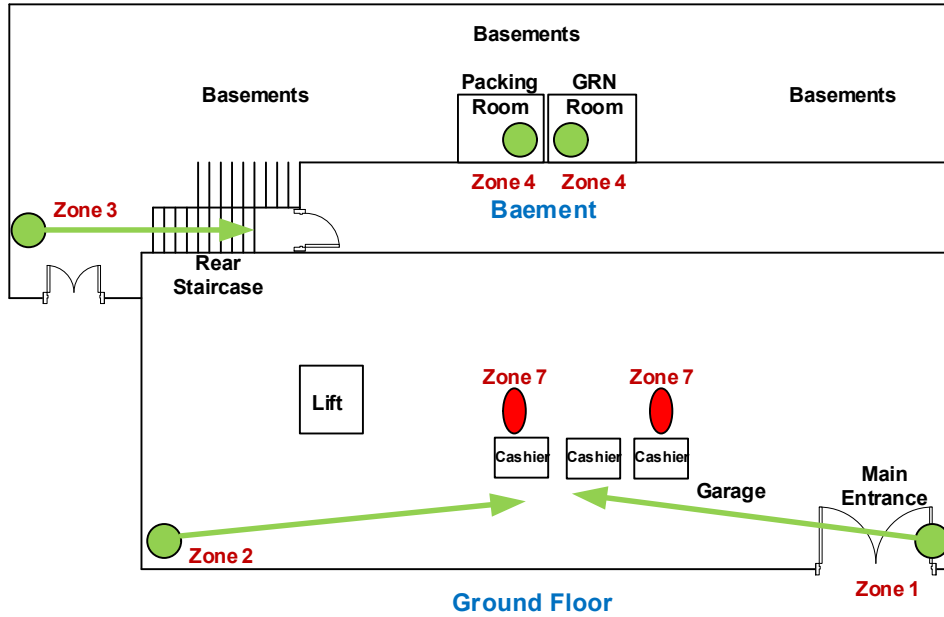 Basements
Basements
Packing
Room
GRN
Room
Basements
Zone 4
Zone 4
Baement
Zone 3
Rear
Staircase
Zone 7
Zone 7
Lift
Cashier
Cashier
Cashier
Garage
Main
Entrance
Zone 2
Zone 1
Ground Floor